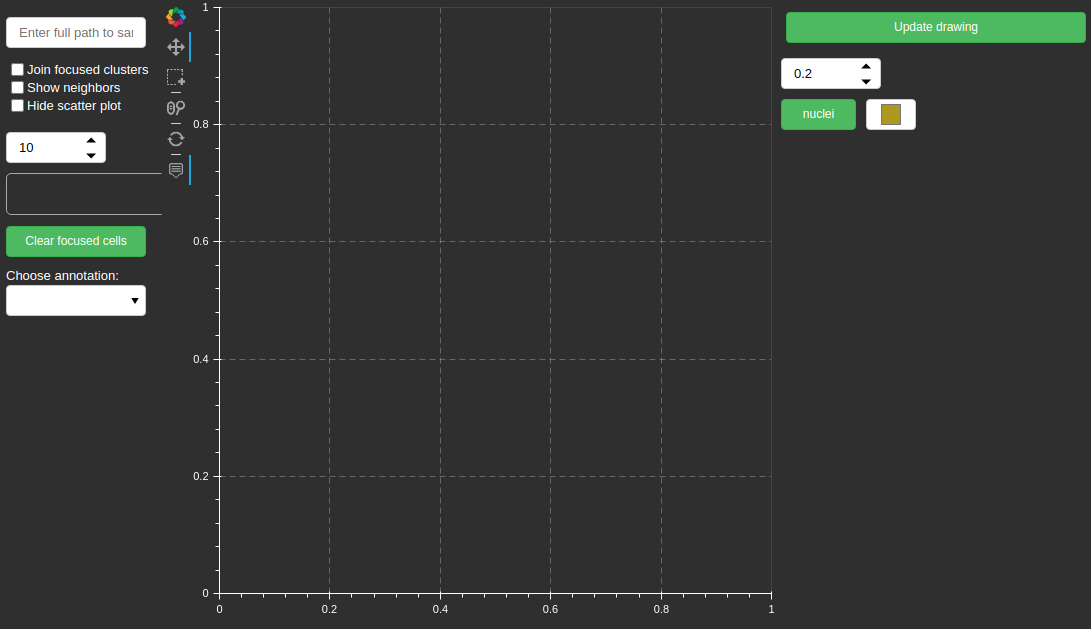 Enter full path to sa
Join focused clusters
Show neighbors
Hide scatter plot
10
Clear focused cells
Choose annotation:
1
0.8
0.6
0.4
0.2
0
0
0.2
0.4
0.6
0.8
1
Update drawing
0.2
nuclei